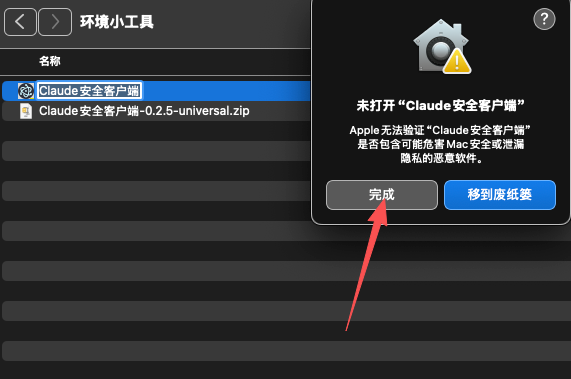 环境小工具
名称
Claude安全客户端
Claude安全客户端-0.2.5-universal.zip
?
未打开“Claude安全客户端”
Apple无法验证“Claude安全客户端”
是否包含可能危害Mac安全或泄漏
隐私的恶意软件。
完成
移到废纸篓